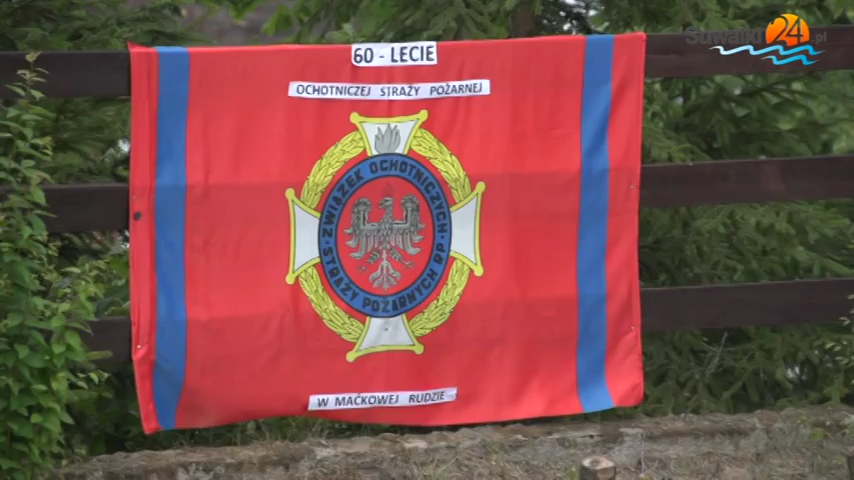 Suwalki24.pl
60 - LECIE
OCHOTNICZEJ STRAŻY POŻARNEJ
ZWIĄZEK OCHOTNICZYCH
STRAŻY POŻARNYCH RP
W MAĆKOWEJ RUDZIE